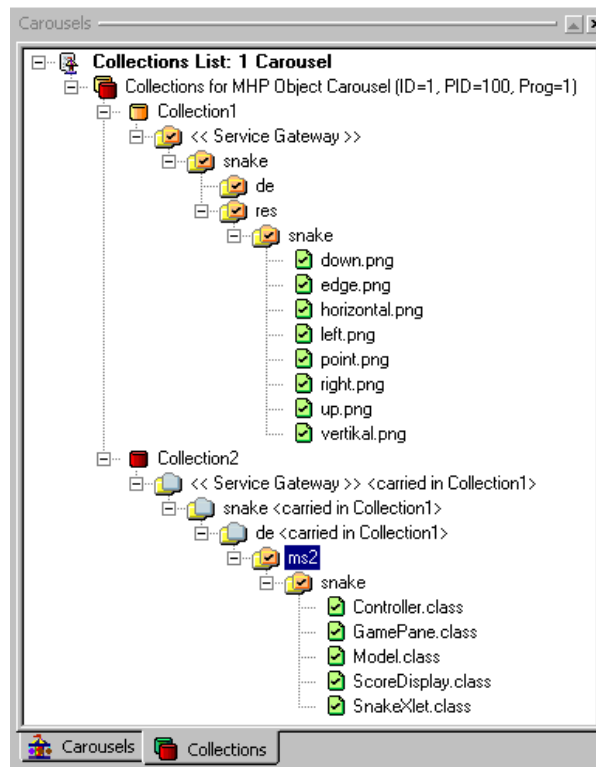 Carousels
Collections List: 1 Carousel
Collections for MHP Object Carousel (ID=1, PID=100, Prog=1)
Collection1
<< Service Gateway >>
snake
de
res
snake
down.png
edge.png
horizontal.png
left.png
point.png
right.png
up.png
vertikal.png
Collection2
<< Service Gateway >> <carried in Collection1>
snake <carried in Collection1>
de <carried in Collection1>
ms2
snake
Controller.class
GamePane.class
Model.class
ScoreDisplay.class
SnakeXlet.class
Carousels Collections